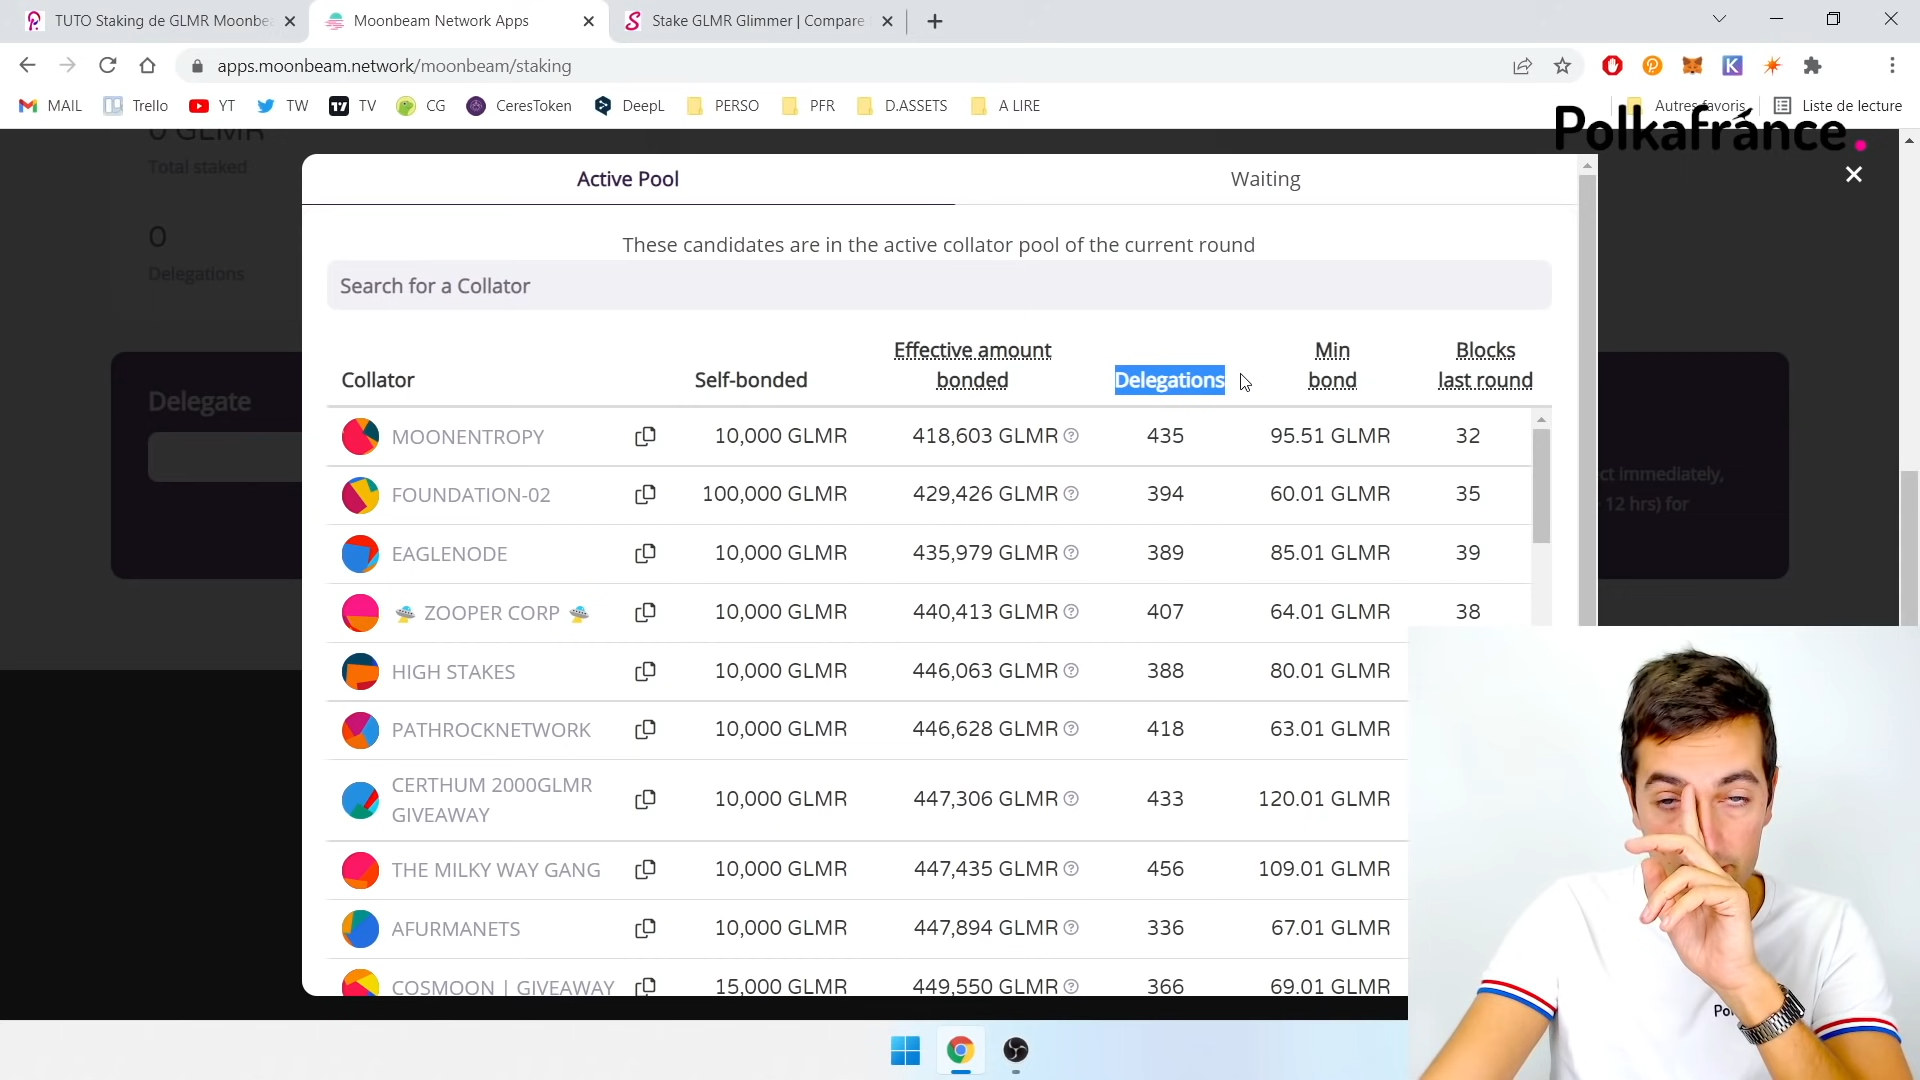 TUTO Staking de GLMR Moonbe
Moonbeam Network Apps
Stake GLMR Glimmer | Compare
apps.moonbeam.network/moonbeam/staking
MAIL
Trello
YT
TW
TV
CG
CeresToken
DeepL
PERSO
PFR
D.ASSETS
A LIRE
Autres favoris
Liste de lecture
Polkafrance.
0 GLMR
Total staked
0
Delegations
Delegate
ct immediately,
12 hrs) for
Active Pool
Waiting
These candidates are in the active collator pool of the current round
Search for a Collator
Collator
Self-bonded
Effective amount
bonded
Delegations
Min
bond
Blocks
last round
MOONENTROPY 10,000 GLMR 418,603 GLMR 435 95.51 GLMR 32
FOUNDATION-02 100,000 GLMR 429,426 GLMR 394 60.01 GLMR 35
EAGLENODE 10,000 GLMR 435,979 GLMR 389 85.01 GLMR 39
🛸 ZOOPER CORP 🛸 10,000 GLMR 440,413 GLMR 407 64.01 GLMR 38
HIGH STAKES 10,000 GLMR 446,063 GLMR 388 80.01 GLMR
PATHROCKNETWORK 10,000 GLMR 446,628 GLMR 418 63.01 GLMR
CERTHUM 2000GLMR
GIVEAWAY 10,000 GLMR 447,306 GLMR 433 120.01 GLMR
THE MILKY WAY GANG 10,000 GLMR 447,435 GLMR 456 109.01 GLMR
AFURMANETS 10,000 GLMR 447,894 GLMR 336 67.01 GLMR
COSMOON | GIVEAWAY 15,000 GLMR 449,550 GLMR 366 69.01 GLMR